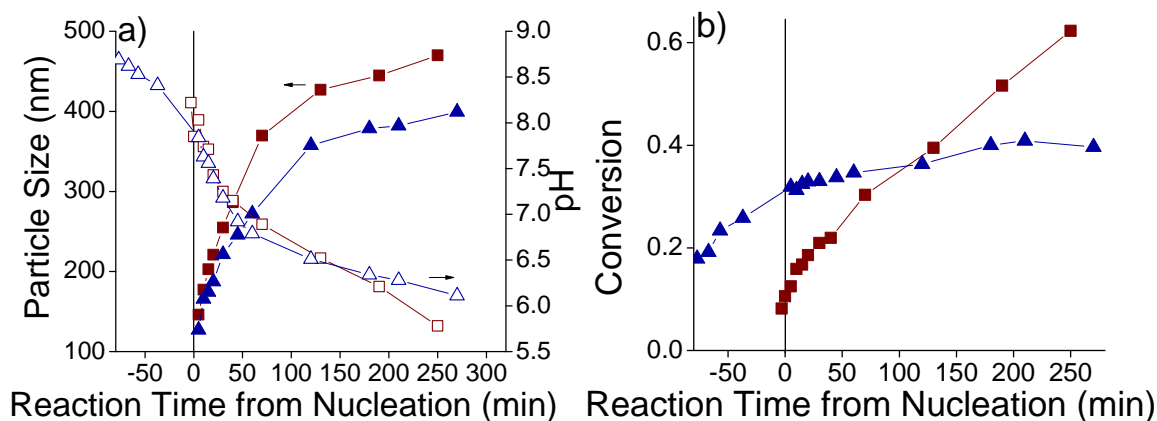 a)
500
400
300
200
100
Particle Size (nm)
9.0
8.5
8.0
7.5
7.0
6.5
6.0
5.5
pH
-50 0 50 100 150 200 250 300
Reaction Time from Nucleation (min)
b)
0.6
0.4
0.2
0.0
Conversion
-50 0 50 100 150 200 250
Reaction Time from Nucleation (min)